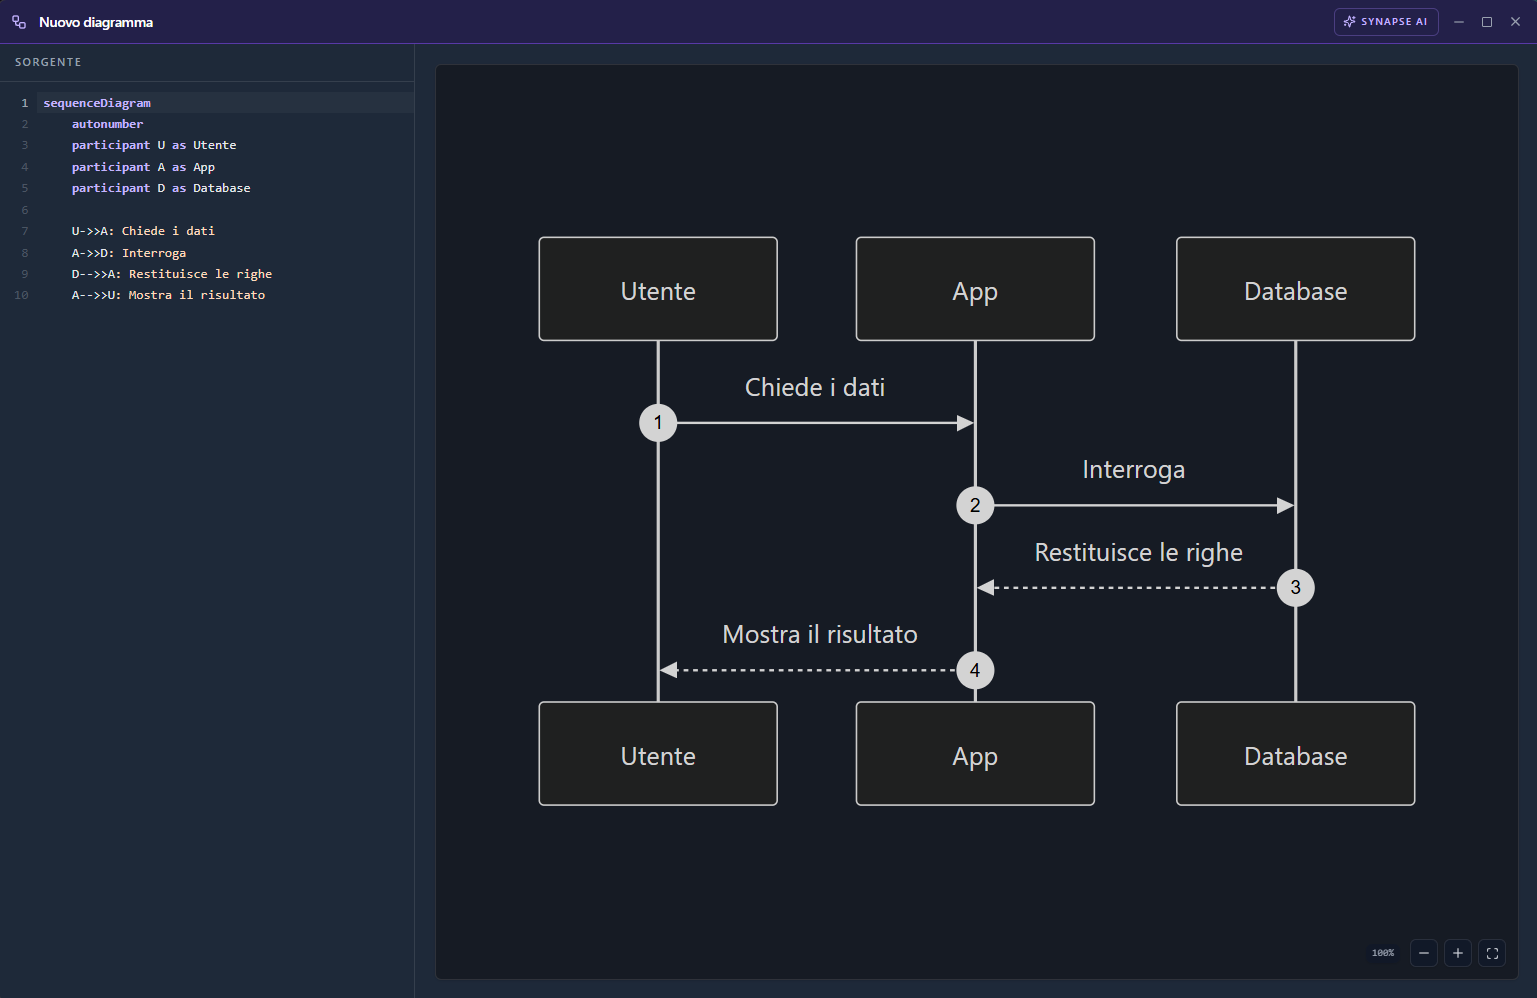 Nuovo diagramma
SYNAPSE AI
SORGENTE
1 sequenceDiagram
2 autonumber
3 participant U as Utente
4 participant A as App
5 participant D as Database
6
7 U->>A: Chiede i dati
8 A->>D: Interroga
9 D-->>A: Restituisce le righe
10 A-->>U: Mostra il risultato
Utente App Database
Chiede i dati
1
Interroga
2
Restituisce le righe
3
Mostra il risultato
4
Utente App Database
100%